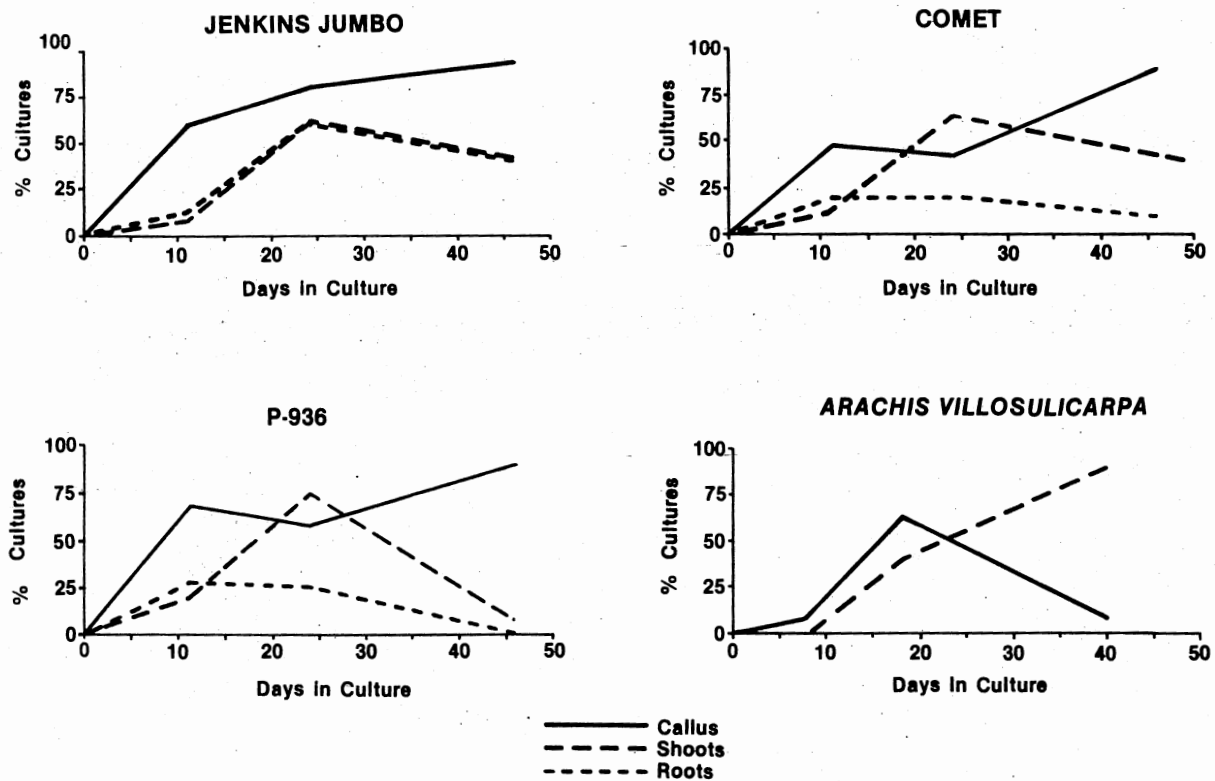 JENKINS JUMBO
100
75
50
25
0
% Cultures
0 10 20 30 40 50
Days in Culture
COMET
100
75
50
25
0
% Cultures
0 10 20 30 40 50
Days in Culture
P-936
100
75
50
25
0
% Cultures
0 10 20 30 40 50
Days in Culture
ARACHIS VILLOSULICARPA
100
75
50
25
0
% Cultures
0 10 20 30 40 50
Days in Culture
Callus
Shoots
Roots